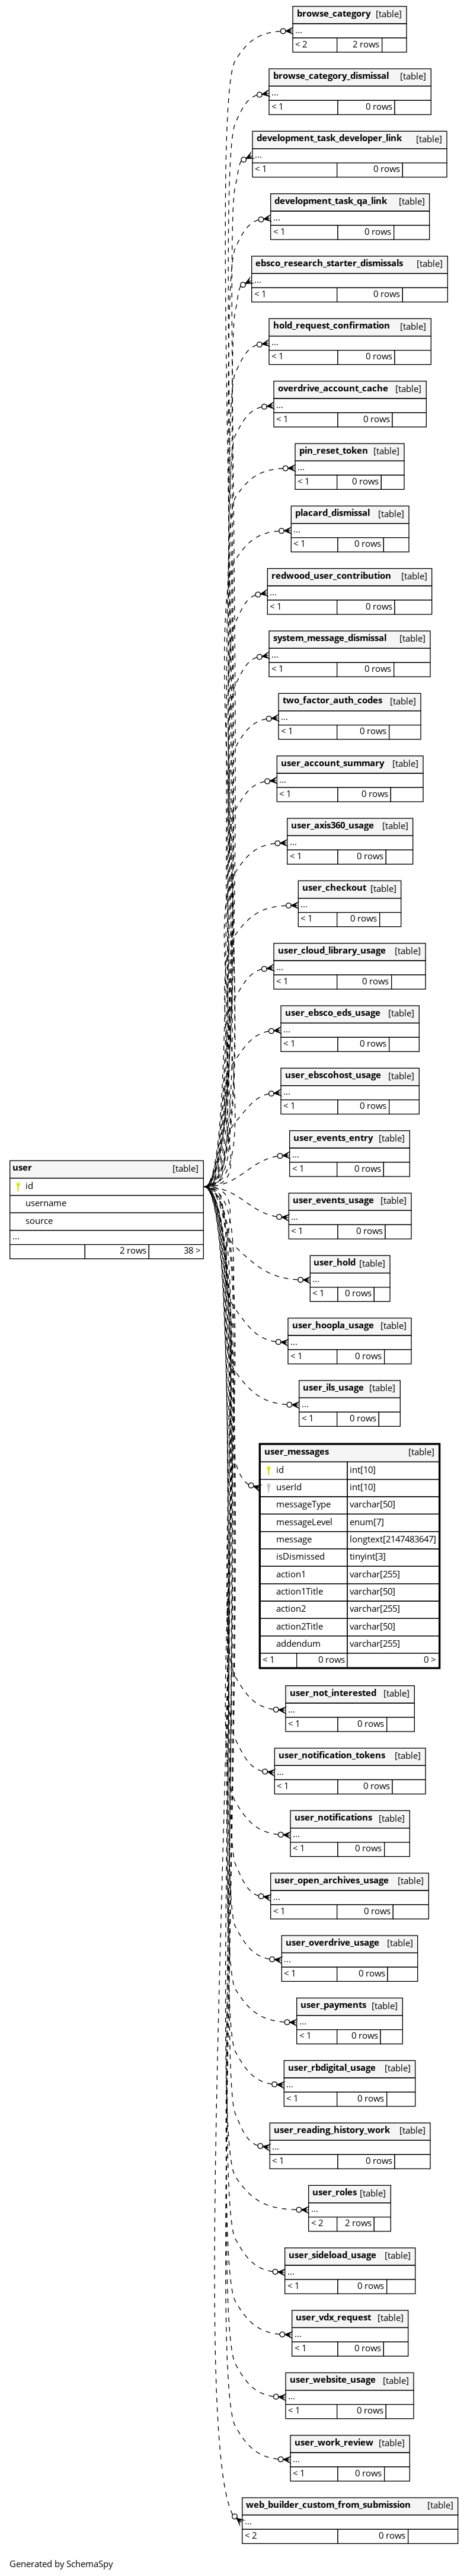 browse_category [table]
...
< 2 2 rows
browse_category_dismissal [table]
...
< 1 0 rows
development_task_developer_link [table]
...
< 1 0 rows
development_task_qa_link [table]
...
< 1 0 rows
ebsco_research_starter_dismissals [table]
...
< 1 0 rows
hold_request_confirmation [table]
...
< 1 0 rows
overdrive_account_cache [table]
...
< 1 0 rows
pin_reset_token [table]
...
< 1 0 rows
placard_dismissal [table]
...
< 1 0 rows
redwood_user_contribution [table]
...
< 1 0 rows
system_message_dismissal [table]
...
< 1 0 rows
two_factor_auth_codes [table]
...
< 1 0 rows
user_account_summary [table]
...
< 1 0 rows
user_axis360_usage [table]
...
< 1 0 rows
user_checkout [table]
...
< 1 0 rows
user_cloud_library_usage [table]
...
< 1 0 rows
user_ebsco_eds_usage [table]
...
< 1 0 rows
user_ebscohost_usage [table]
...
< 1 0 rows
user_events_entry [table]
...
< 1 0 rows
user [table]
id
username
source
...
2 rows 38 >
user_events_usage [table]
...
< 1 0 rows
user_hold [table]
...
< 1 0 rows
user_hoopla_usage [table]
...
< 1 0 rows
user_ils_usage [table]
...
< 1 0 rows
user_messages [table]
id int[10]
userId int[10]
messageType varchar[50]
messageLevel enum[7]
message longtext[2147483647]
isDismissed tinyint[3]
action1 varchar[255]
action1Title varchar[50]
action2 varchar[255]
action2Title varchar[50]
addendum varchar[255]
< 1 0 rows 0 >
user_not_interested [table]
...
< 1 0 rows
user_notification_tokens [table]
...
< 1 0 rows
user_notifications [table]
...
< 1 0 rows
user_open_archives_usage [table]
...
< 1 0 rows
user_overdrive_usage [table]
...
< 1 0 rows
user_payments [table]
...
< 1 0 rows
user_rbdigital_usage [table]
...
< 1 0 rows
user_reading_history_work [table]
...
< 1 0 rows
user_roles [table]
...
< 2 2 rows
user_sideload_usage [table]
...
< 1 0 rows
user_vdx_request [table]
...
< 1 0 rows
user_website_usage [table]
...
< 1 0 rows
user_work_review [table]
...
< 1 0 rows
web_builder_custom_from_submission [table]
...
< 2 0 rows
Generated by SchemaSpy